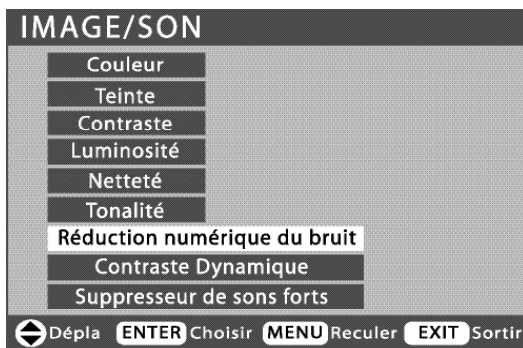 IMAGE/SON
Couleur
Teinte
Contraste
Luminosité
Netteté
Tonalité
Réduction numérique du bruit
Contraste Dynamique
Suppresseur de sons forts
Dépla ENTER Choisir MENU Reculer EXIT Sortir